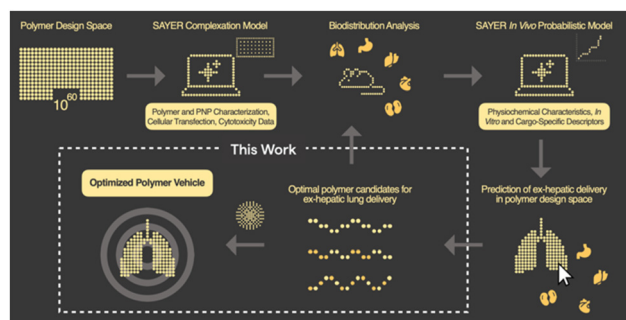 Polymer Design Space
SAYER Complexation Model
Biodistribution Analysis
SAYER In Vivo Probabilistic Model
10^60
Polymer and PNP Characterization,
Cellular Transfection, Cytotoxicity Data
Physiochemical Characteristics, In
Vitro and Cargo-Specific Descriptors
This Work
Optimized Polymer Vehicle
Optimal polymer candidates for
ex-hepatic lung delivery
Prediction of ex-hepatic delivery
in polymer design space